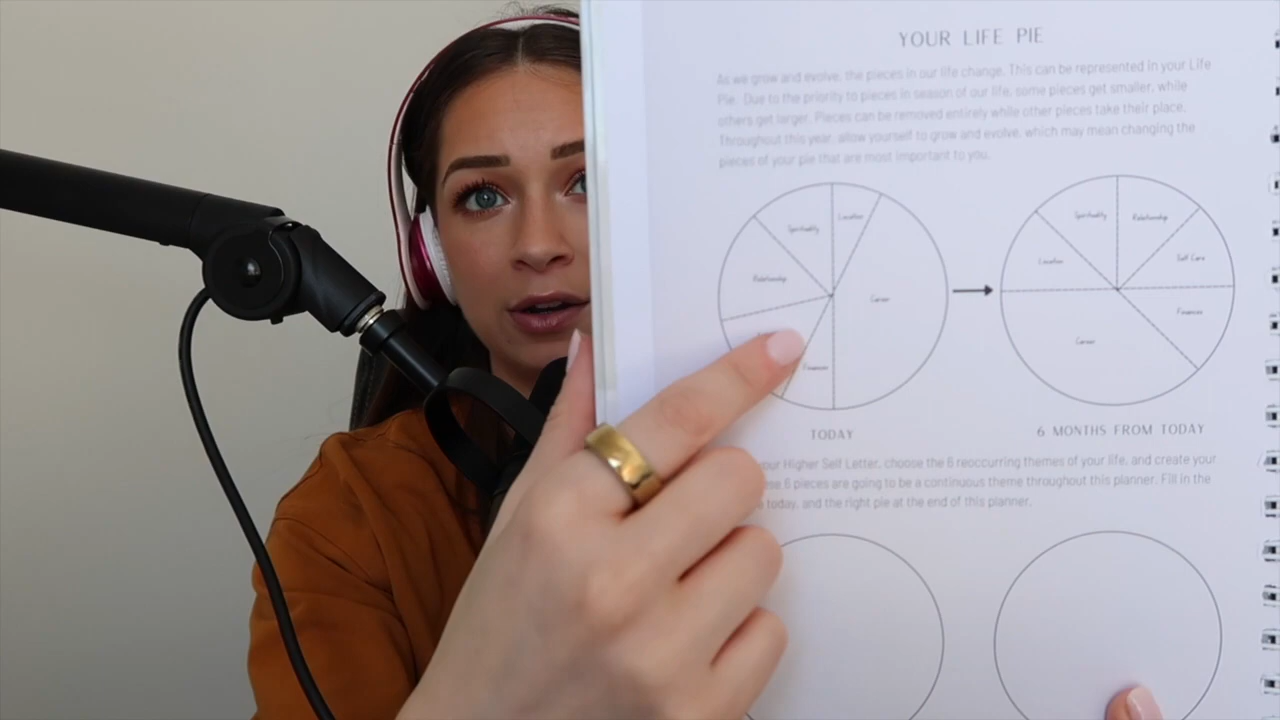 YOUR LIFE PIE
As we grow and evolve, the pieces in our life change. This can be represented in your Life
Pie. Due to the priority to pieces in season of our life, some pieces get smaller, while
others get larger. Pieces can be removed entirely while other pieces take their place.
Throughout this year, allow yourself to grow and evolve, which may mean changing the
pieces of your pie that are most important to you.
Spirituality
Location
Relationship
Career
Finances
Spirituality
Relationship
Location
Self Care
Finances
Career
TODAY
6 MONTHS FROM TODAY
your Higher Self Letter, choose the 6 reoccurring themes of your life, and create your
6 pieces are going to be a continuous theme throughout this planner. Fill in the
today, and the right pie at the end of this planner.